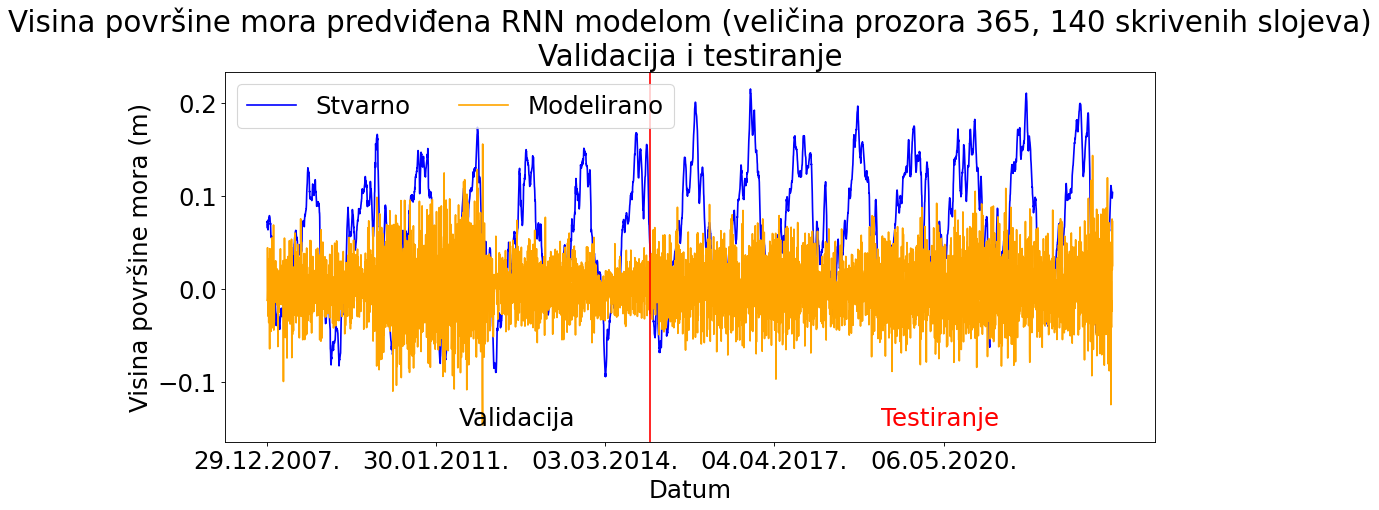 Visina površine mora predviđena RNN modelom (veličina prozora 365, 140 skrivenih slojeva)
Validacija i testiranje
Stvarno Modelirano
Visina površine mora (m)
0.2
0.1
0.0
−0.1
Validacija Testiranje
29.12.2007. 30.01.2011. 03.03.2014. 04.04.2017. 06.05.2020.
Datum